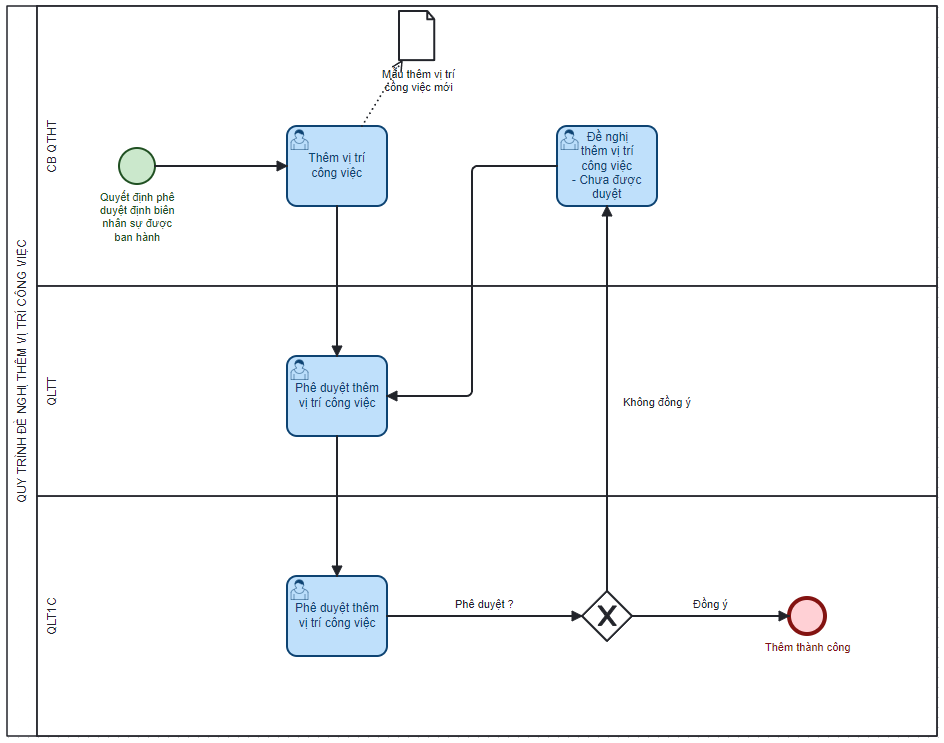 QUY TRÌNH ĐỀ NGHỊ THÊM VỊ TRÍ CÔNG VIỆC
CB QTHT
Mẫu thêm vị trí
công việc mới
Quyết định phê
duyệt định biên
nhân sự được
ban hành
Thêm vị trí
công việc
Đề nghị
thêm vị trí
công việc
- Chưa được
duyệt
QLTT
Phê duyệt thêm
vị trí công việc
Không đồng ý
QLT1C
Phê duyệt thêm
vị trí công việc
Phê duyệt ?
X
Đồng ý
Thêm thành công